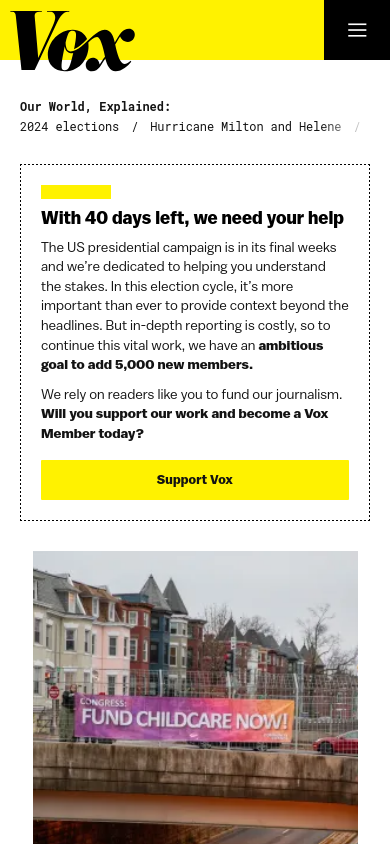 Vox
Our World, Explained:
2024 elections / Hurricane Milton and Helene /
With 40 days left, we need your help
The US presidential campaign is in its final weeks
and we’re dedicated to helping you understand
the stakes. In this election cycle, it’s more
important than ever to provide context beyond the
headlines. But in-depth reporting is costly, so to
continue this vital work, we have an ambitious
goal to add 5,000 new members.
We rely on readers like you to fund our journalism.
Will you support our work and become a Vox
Member today?
Support Vox
CONGRESS:
FUND CHILDCARE NOW!